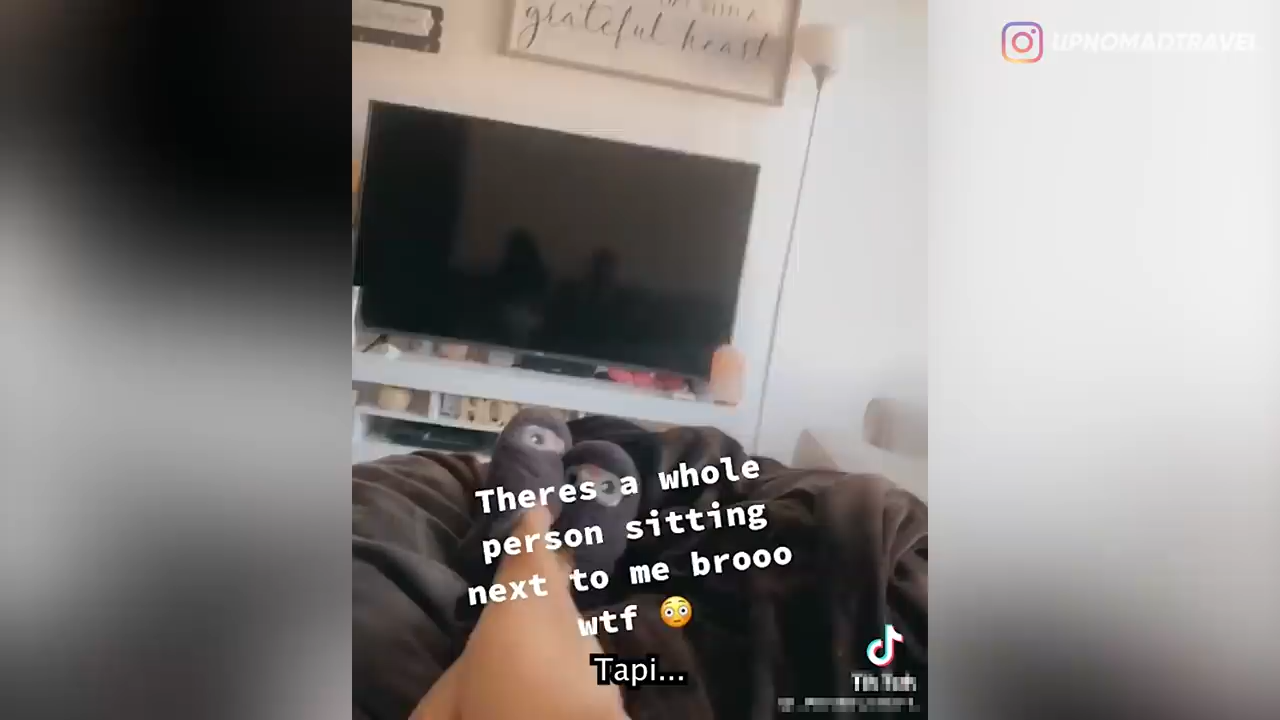 grateful heart
UPNOMADTRAVEL
Theres a whole
person sitting
next to me brooo
wtf 😳
Tapi...
TikTok